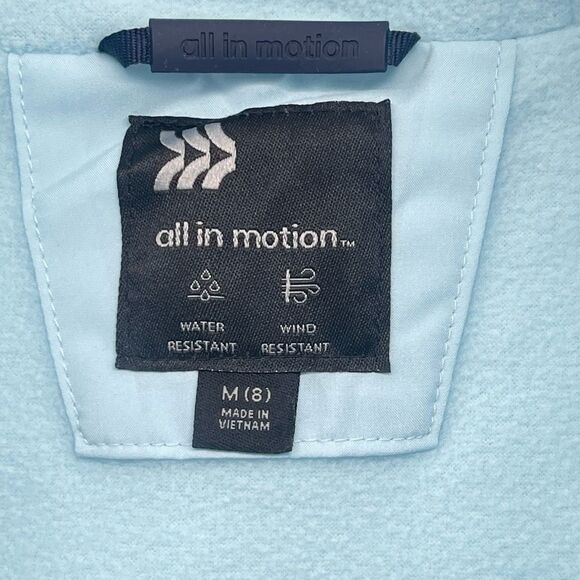 all in motion
all in motion™
WATER WIND
RESISTANT RESISTANT
M (8)
MADE IN
VIETNAM